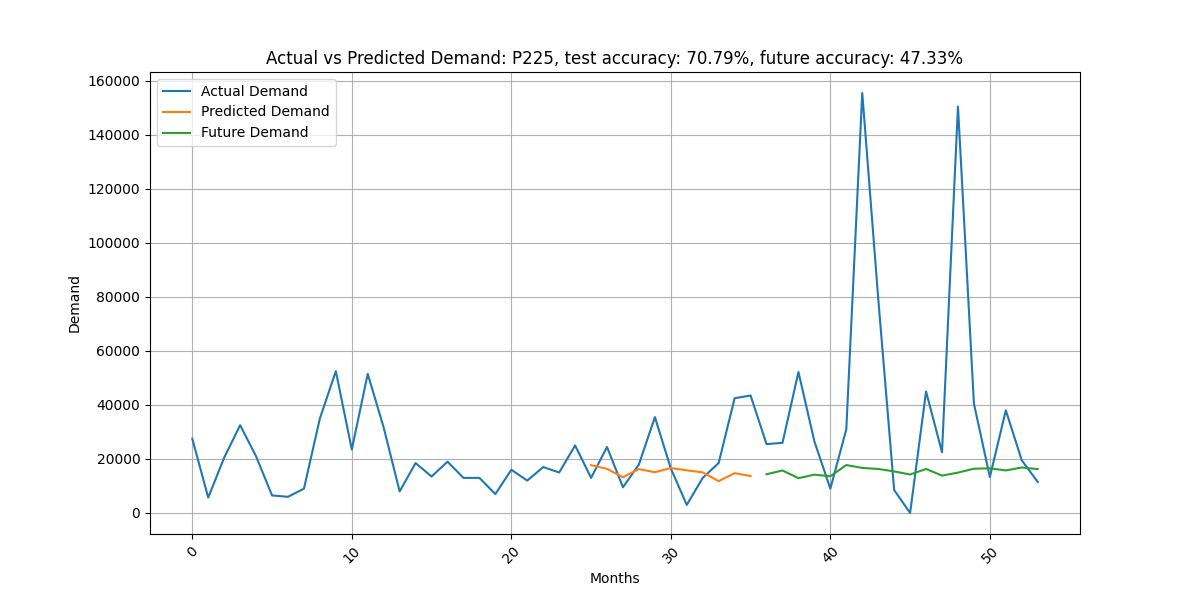 Actual vs Predicted Demand: P225, test accuracy: 70.79%, future accuracy: 47.33%
Actual Demand
Predicted Demand
Future Demand
160000
140000
120000
100000
80000
60000
40000
20000
0
Demand
0
10
20
30
40
50
Months